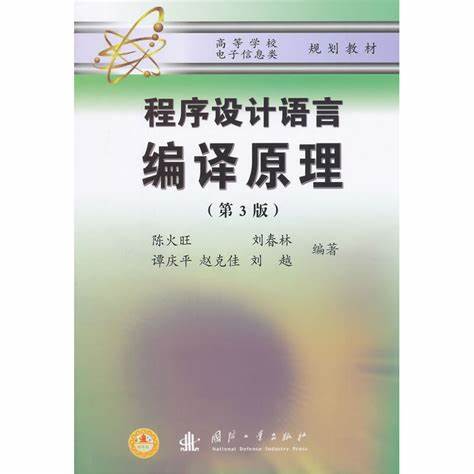 高等学校
电子信息类 规划教材
程序设计语言
编译原理
(第3版)
陈火旺 刘春林
谭庆平 赵克佳 刘越 编著
国防工业出版社
National Defense Industry Press